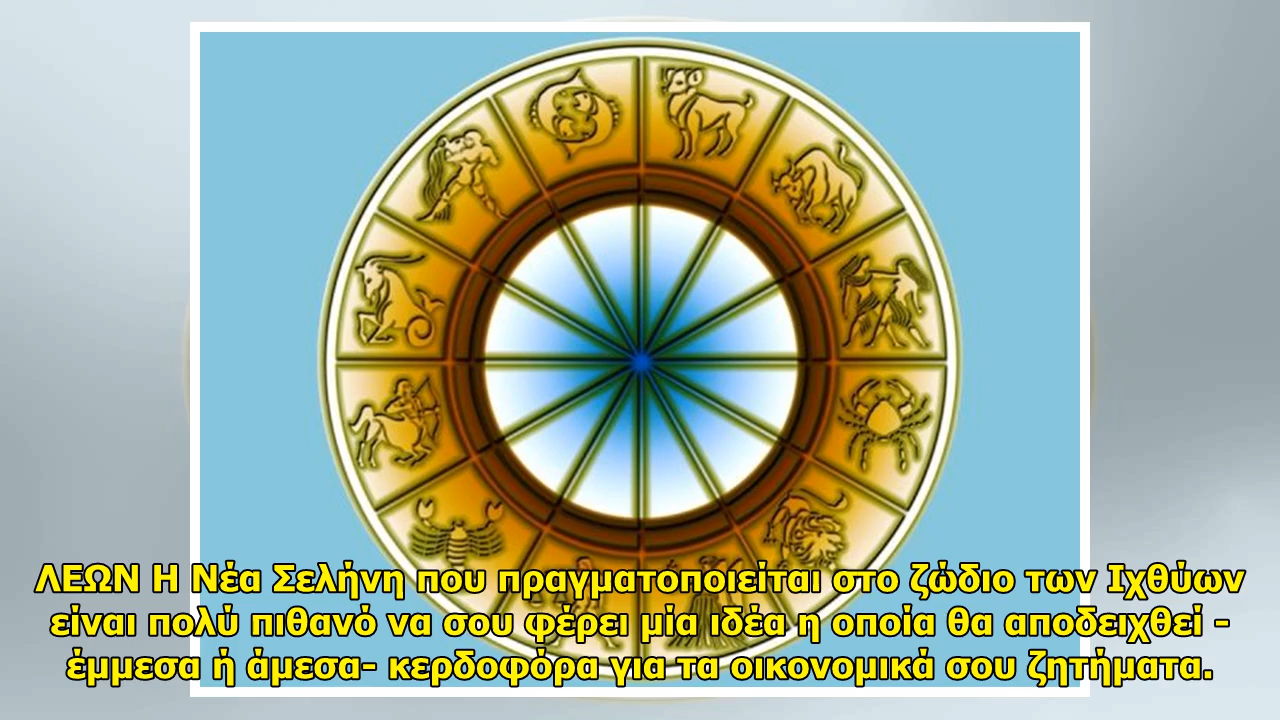 ΛΕΩΝ Η Νέα Σελήνη που πραγματοποιείται στο ζώδιο των Ιχθύων
είναι πολύ πιθανό να σου φέρει μία ιδέα η οποία θα αποδειχθεί -
έμμεσα ή άμεσα- κερδοφόρα για τα οικονομικά σου ζητήματα.